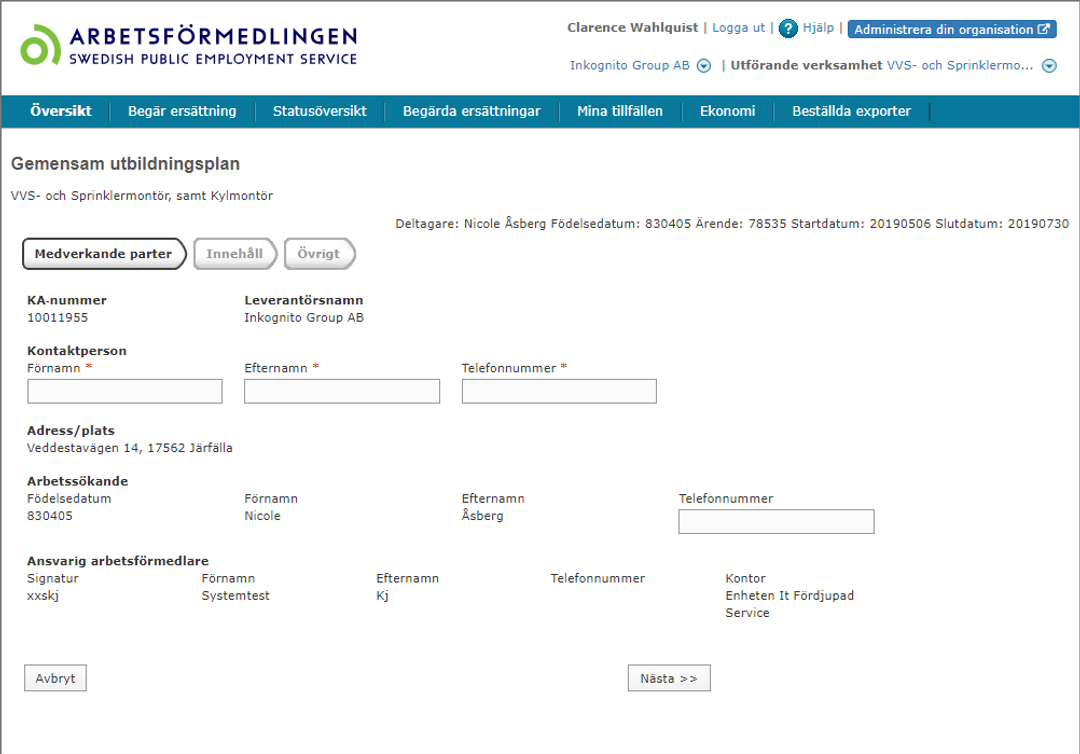 ARBETSFÖRMEDLINGEN
SWEDISH PUBLIC EMPLOYMENT SERVICE
Clarence Wahlquist | Logga ut | ? Hjälp | Administrera din organisation
Inkognito Group AB | Utförande verksamhet VVS- och Sprinklermo...
Översikt Begär ersättning Statusöversikt Begärda ersättningar Mina tillfällen Ekonomi Beställda exporter
Gemensam utbildningsplan
VVS- och Sprinklermontör, samt Kylmontör
Deltagare: Nicole Åsberg Födelsedatum: 830405 Ärende: 78535 Startdatum: 20190506 Slutdatum: 20190730
Medverkande parter Innehåll Övrigt
KA-nummer Leverantörsnamn
10011955 Inkognito Group AB
Kontaktperson
Förnamn * Efternamn * Telefonnummer *
Adress/plats
Veddestavägen 14, 17562 Järfälla
Arbetssökande
Födelsedatum Förnamn Efternamn Telefonnummer
830405 Nicole Åsberg
Ansvarig arbetsförmedlare
Signatur Förnamn Efternamn Telefonnummer Kontor
xxskj Systemtest Kj Enheten It Fördjupad
Service
Avbryt Nästa >>